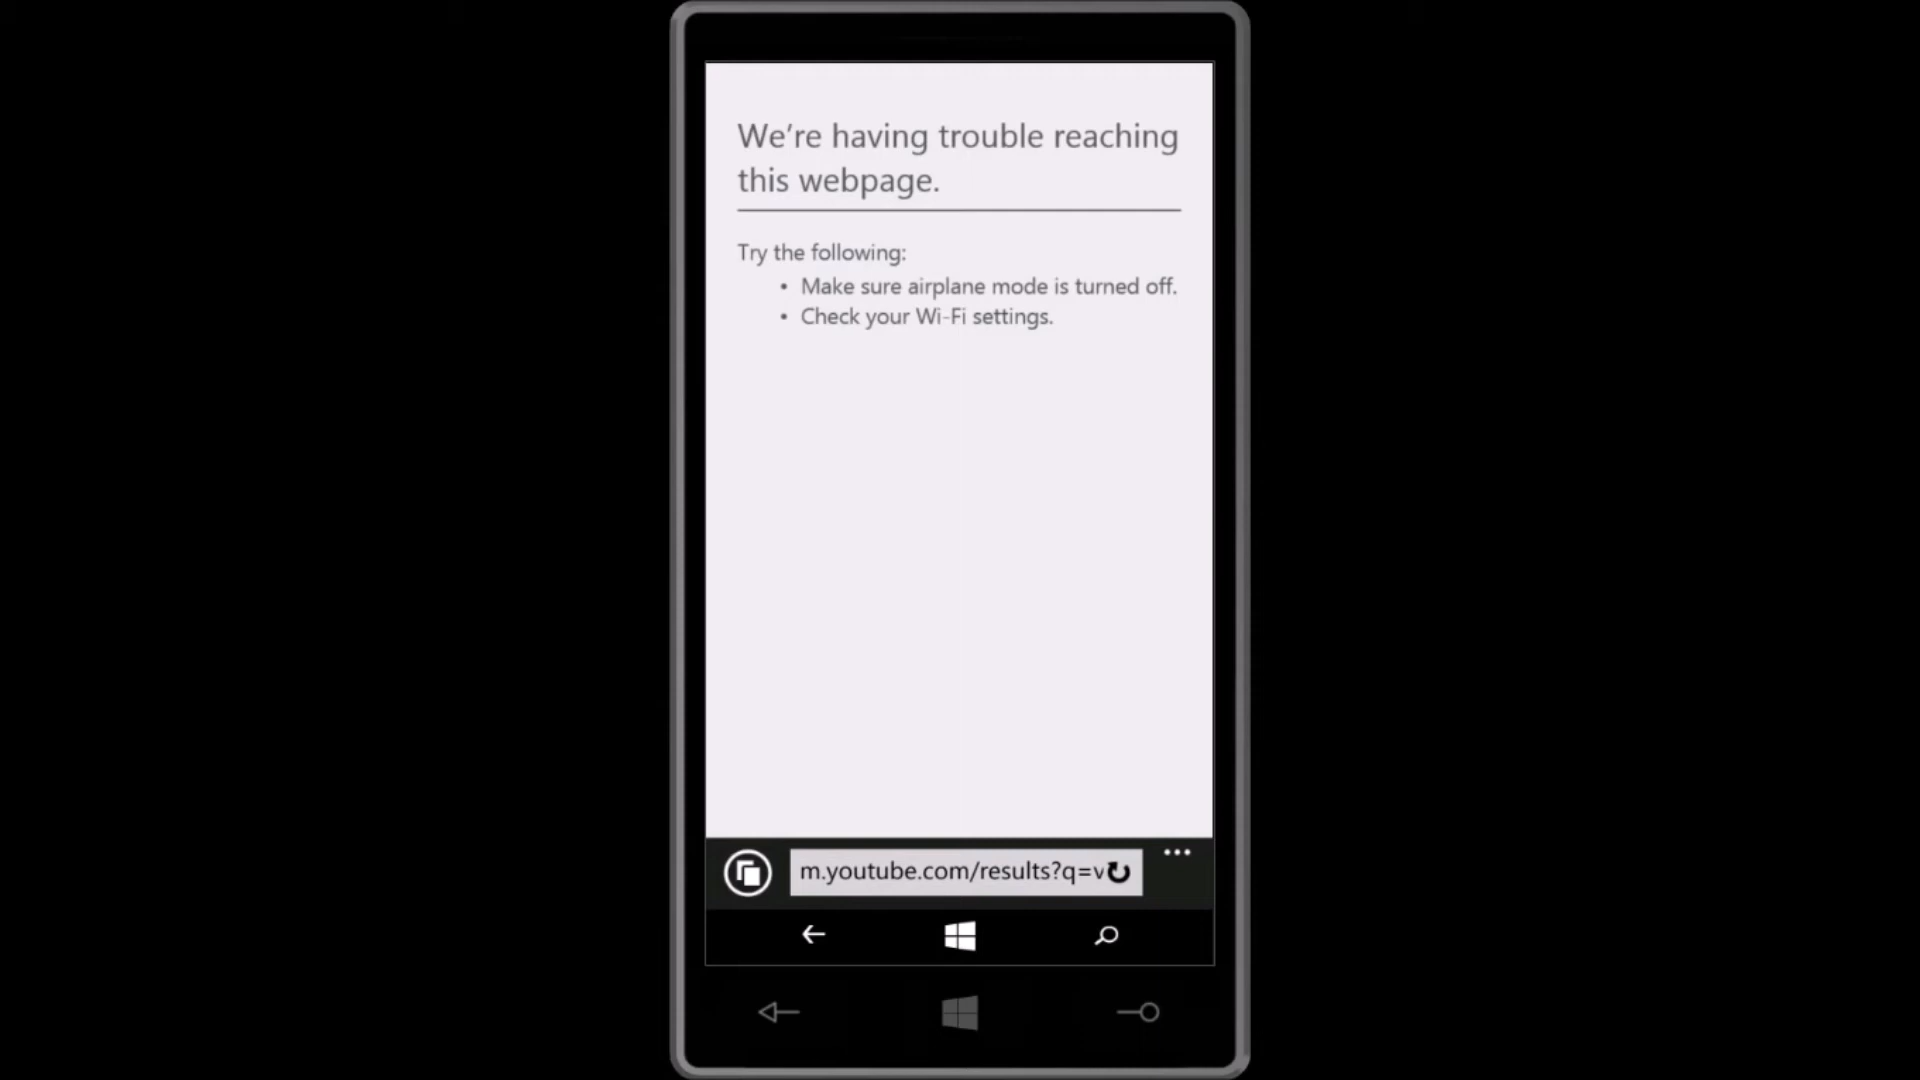 We’re having trouble reaching
this webpage.
Try the following:
• Make sure airplane mode is turned off.
• Check your Wi-Fi settings.
m.youtube.com/results?q=v